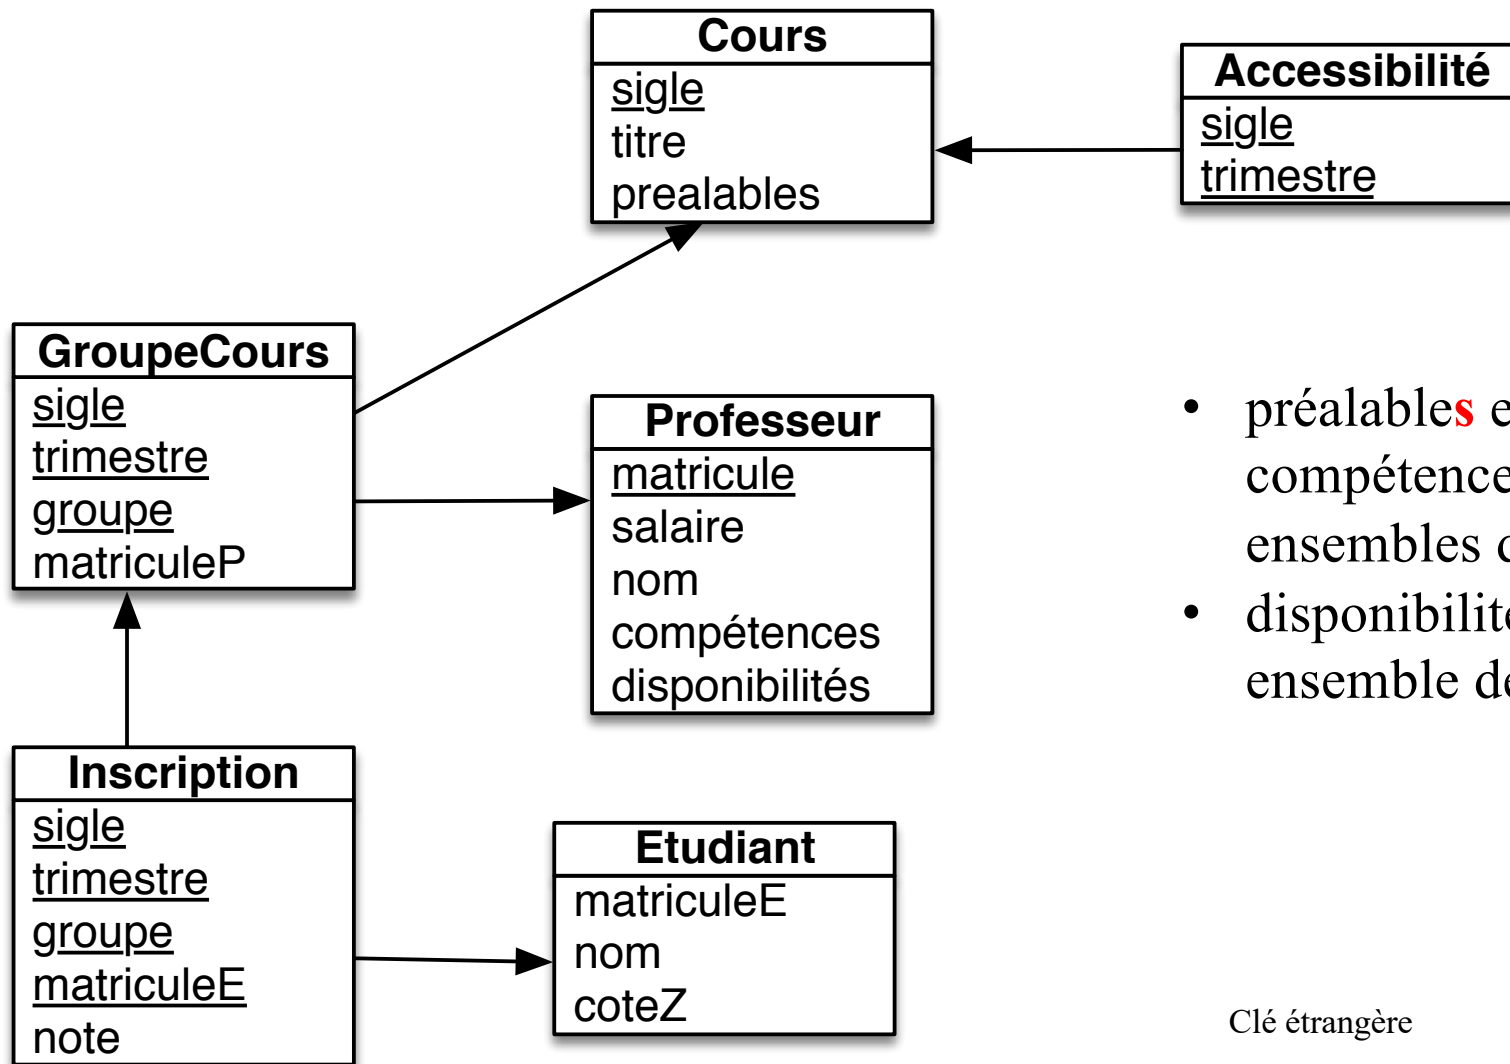 Cours
sigle
titre
prealables
Accessibilité
sigle
trimestre
GroupeCours
sigle
trimestre
groupe
matriculeP
Professeur
matricule
salaire
nom
compétences
disponibilités
• préalables
compétence
ensembles
• disponibilit
ensemble
Inscription
sigle
trimestre
groupe
matriculeE
note
Etudiant
matriculeE
nom
coteZ
Clé étrangère